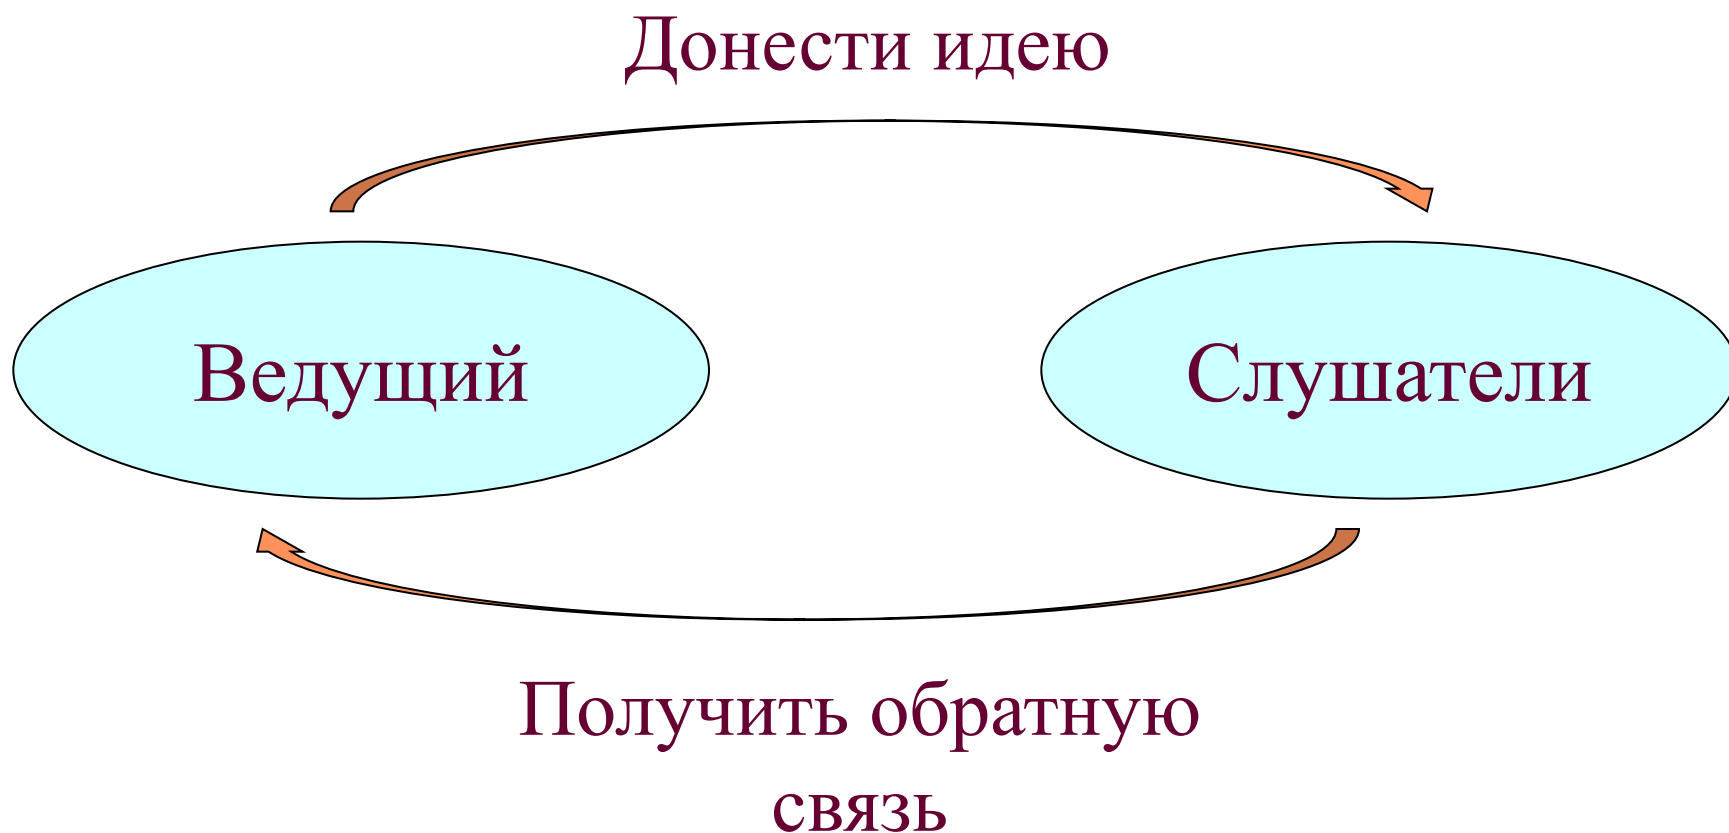 Донести идею
Ведущий
Слушатели
Получить обратную
связь